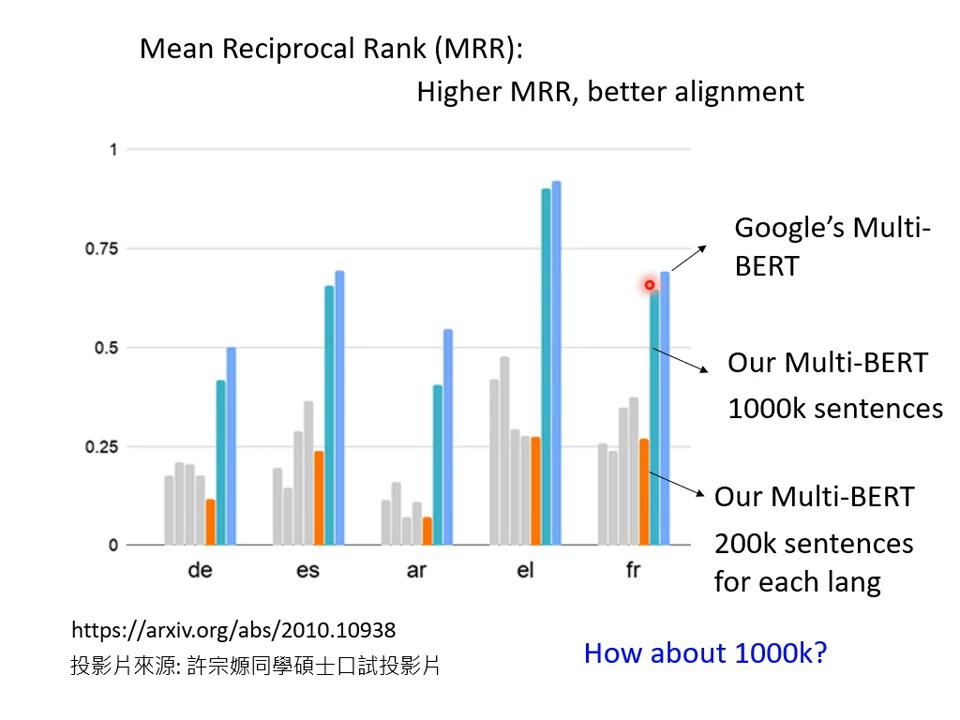 Mean Reciprocal Rank (MRR):
Higher MRR, better alignment
1
0.75
0.5
0.25
0
de
es
ar
el
fr
Google’s Multi-
BERT
Our Multi-BERT
1000k sentences
Our Multi-BERT
200k sentences
for each lang
https://arxiv.org/abs/2010.10938
投影片來源: 許宗嫄同學碩士口試投影片
How about 1000k?